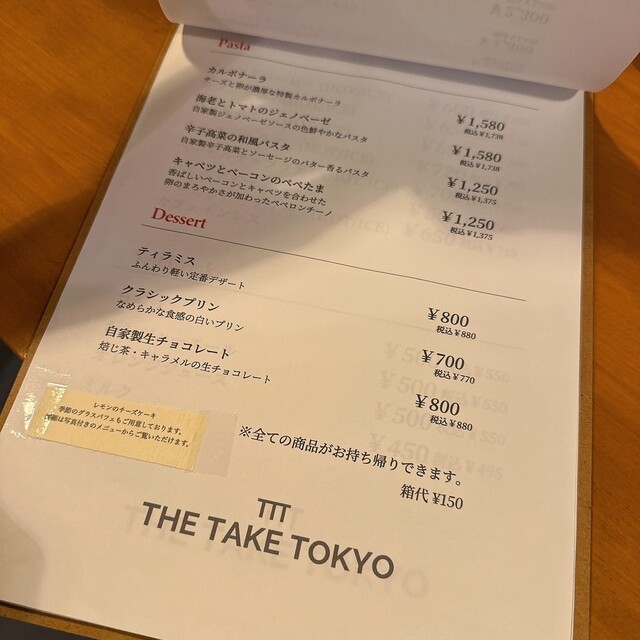 ¥2,300
Pasta
カルボナーラ
チーズと卵が濃厚な特製カルボナーラ
¥1,580
税込¥1,738
海老とトマトのジェノベーゼ
自家製ジェノベーゼソースの色鮮やかなパスタ
¥1,580
税込¥1,738
辛子高菜の和風パスタ
自家製辛子高菜とソーセージのバター香るパスタ
¥1,250
税込¥1,375
キャベツとベーコンのぺぺたま
香ばしいベーコンとキャベツを合わせた
卵のまろやかさが加わったペペロンチーノ
¥1,250
税込¥1,375
Dessert
ティラミス
ふんわり軽い定番デザート
¥800
税込¥880
クラシックプリン
なめらかな食感の白いプリン
¥700
税込¥770
自家製生チョコレート
焙じ茶・キャラメルの生チョコレート
¥800
税込¥880
レモンのチーズケーキ
季節のグラスパフェもご用意しております。
は写真付きのメニューからご覧いただけます。
※全ての商品がお持ち帰りできます。
箱代 ¥150
THE TAKE TOKYO